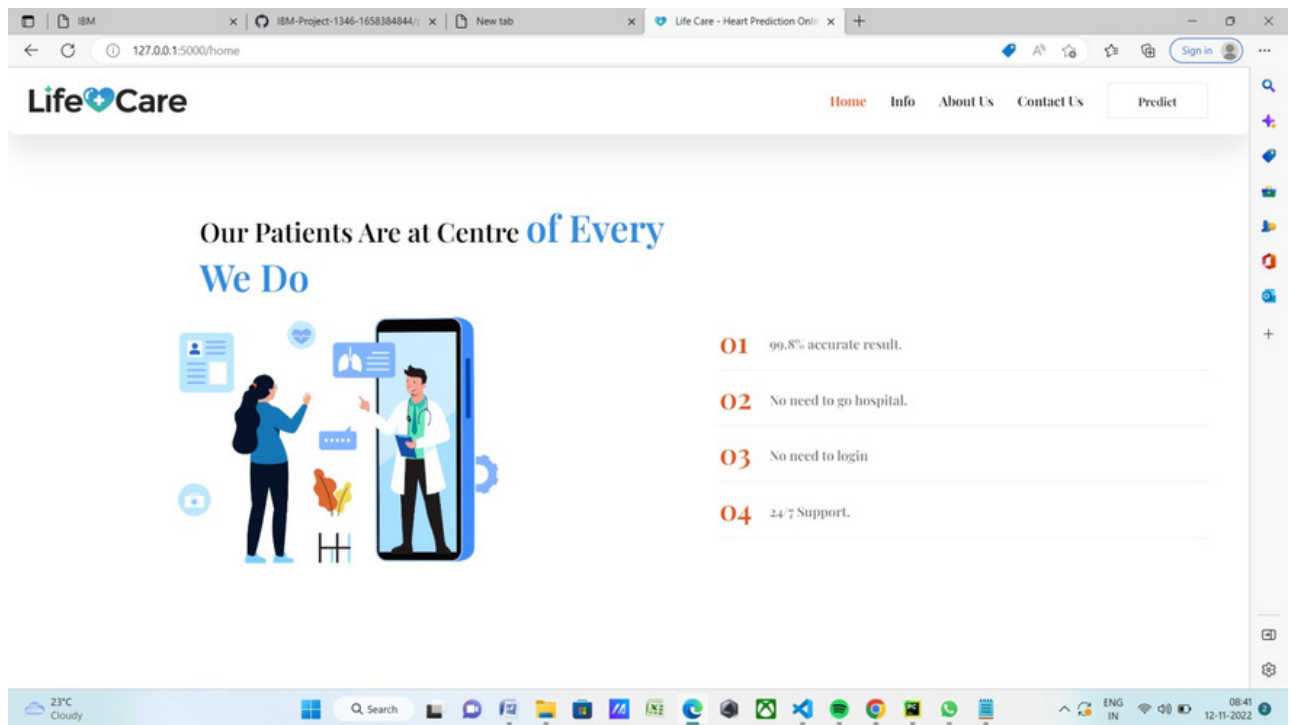 IBM
IBM-Project-1346-1658384844/
New tab
Life Care - Heart Prediction Onli
127.0.0.1:5000/home
Sign in
Life Care
Home Info About Us Contact Us Predict
Our Patients Are at Centre of Every
We Do
01 99.8% accurate result.
02 No need to go hospital.
03 No need to login
04 24/7 Support.
23°C
Cloudy
Search
ENG
IN
08:41
12-11-2022